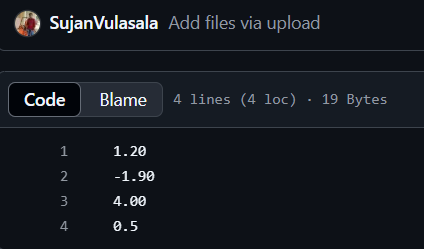 SujanVulasala Add files via upload
Code Blame 4 lines (4 loc) · 19 Bytes
1 1.20
2 -1.90
3 4.00
4 0.5